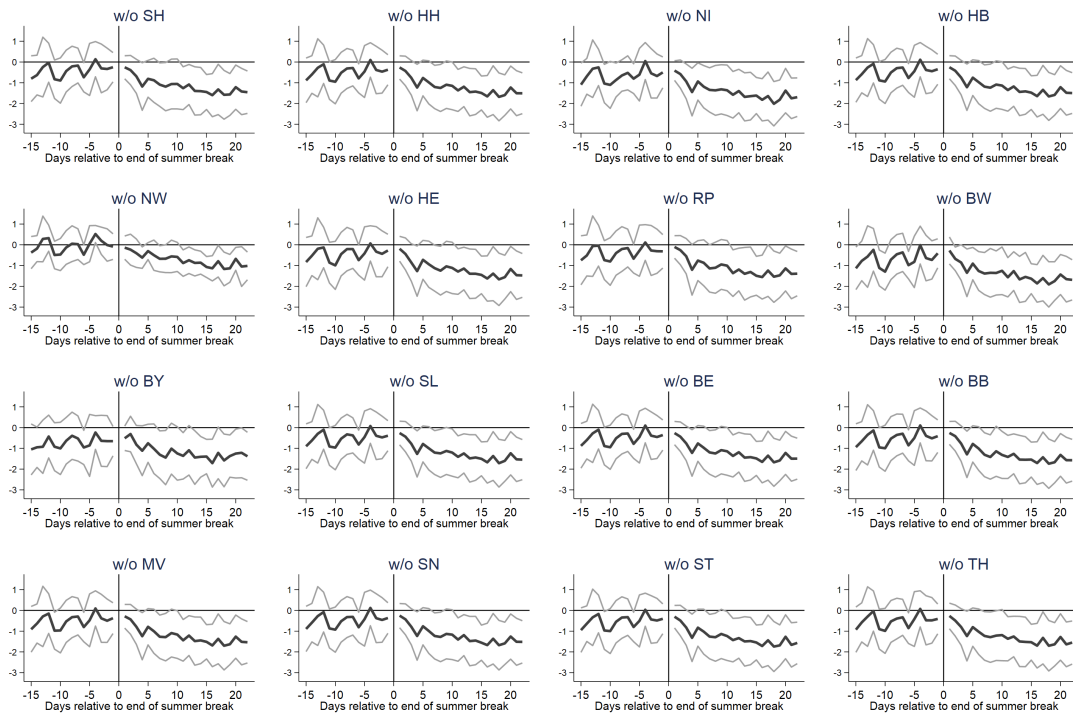 w/o SH w/o HH w/o NI w/o HB
1 1 1 1
0 0 0 0
-1 -1 -1 -1
-2 -2 -2 -2
-3 -3 -3 -3
-15 -10 -5 0 5 10 15 20 -15 -10 -5 0 5 10 15 20 -15 -10 -5 0 5 10 15 20 -15 -10 -5 0 5 10 15 20
Days relative to end of summer break Days relative to end of summer break Days relative to end of summer break Days relative to end of summer break
w/o NW w/o HE w/o RP w/o BW
1 1 1 1
0 0 0 0
-1 -1 -1 -1
-2 -2 -2 -2
-3 -3 -3 -3
-15 -10 -5 0 5 10 15 20 -15 -10 -5 0 5 10 15 20 -15 -10 -5 0 5 10 15 20 -15 -10 -5 0 5 10 15 20
Days relative to end of summer break Days relative to end of summer break Days relative to end of summer break Days relative to end of summer break
w/o BY w/o SL w/o BE w/o BB
1 1 1 1
0 0 0 0
-1 -1 -1 -1
-2 -2 -2 -2
-3 -3 -3 -3
-15 -10 -5 0 5 10 15 20 -15 -10 -5 0 5 10 15 20 -15 -10 -5 0 5 10 15 20 -15 -10 -5 0 5 10 15 20
Days relative to end of summer break Days relative to end of summer break Days relative to end of summer break Days relative to end of summer break
w/o MV w/o SN w/o ST w/o TH
1 1 1 1
0 0 0 0
-1 -1 -1 -1
-2 -2 -2 -2
-3 -3 -3 -3
-15 -10 -5 0 5 10 15 20 -15 -10 -5 0 5 10 15 20 -15 -10 -5 0 5 10 15 20 -15 -10 -5 0 5 10 15 20
Days relative to end of summer break Days relative to end of summer break Days relative to end of summer break Days relative to end of summer break